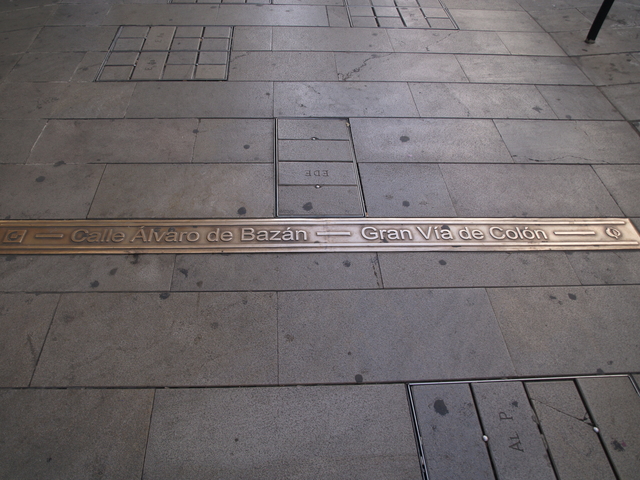 Calle Álvaro de Bazán — Gran Vía de Colón —
EDE
AL P